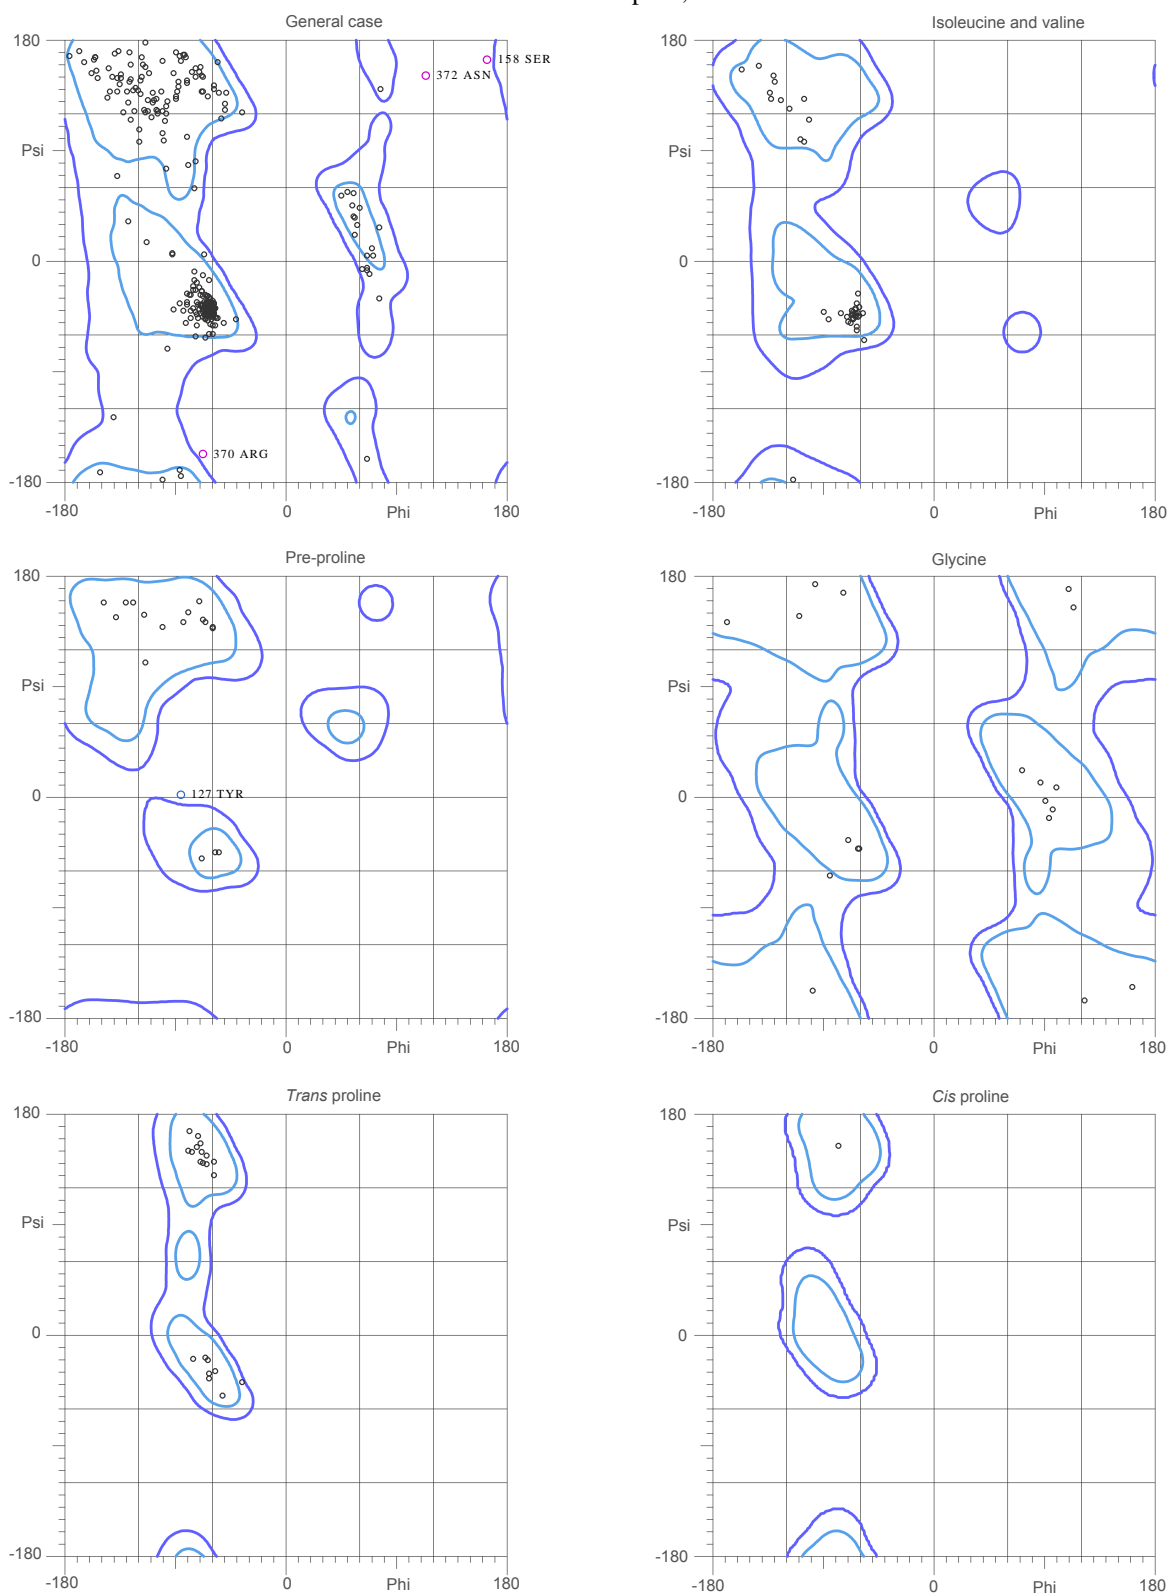 General case
180
Psi
0
-180
-180
0
Phi
180
158 SER
372 ASN
370 ARG
Isoleucine and valine
180
Psi
0
-180
-180
0
Phi
180
Pre-proline
180
Psi
0
-180
-180
0
Phi
180
127 TYR
Glycine
180
Psi
0
-180
-180
0
Phi
180
Trans proline
180
Psi
0
-180
-180
0
Phi
180
Cis proline
180
Psi
0
-180
-180
0
Phi
180